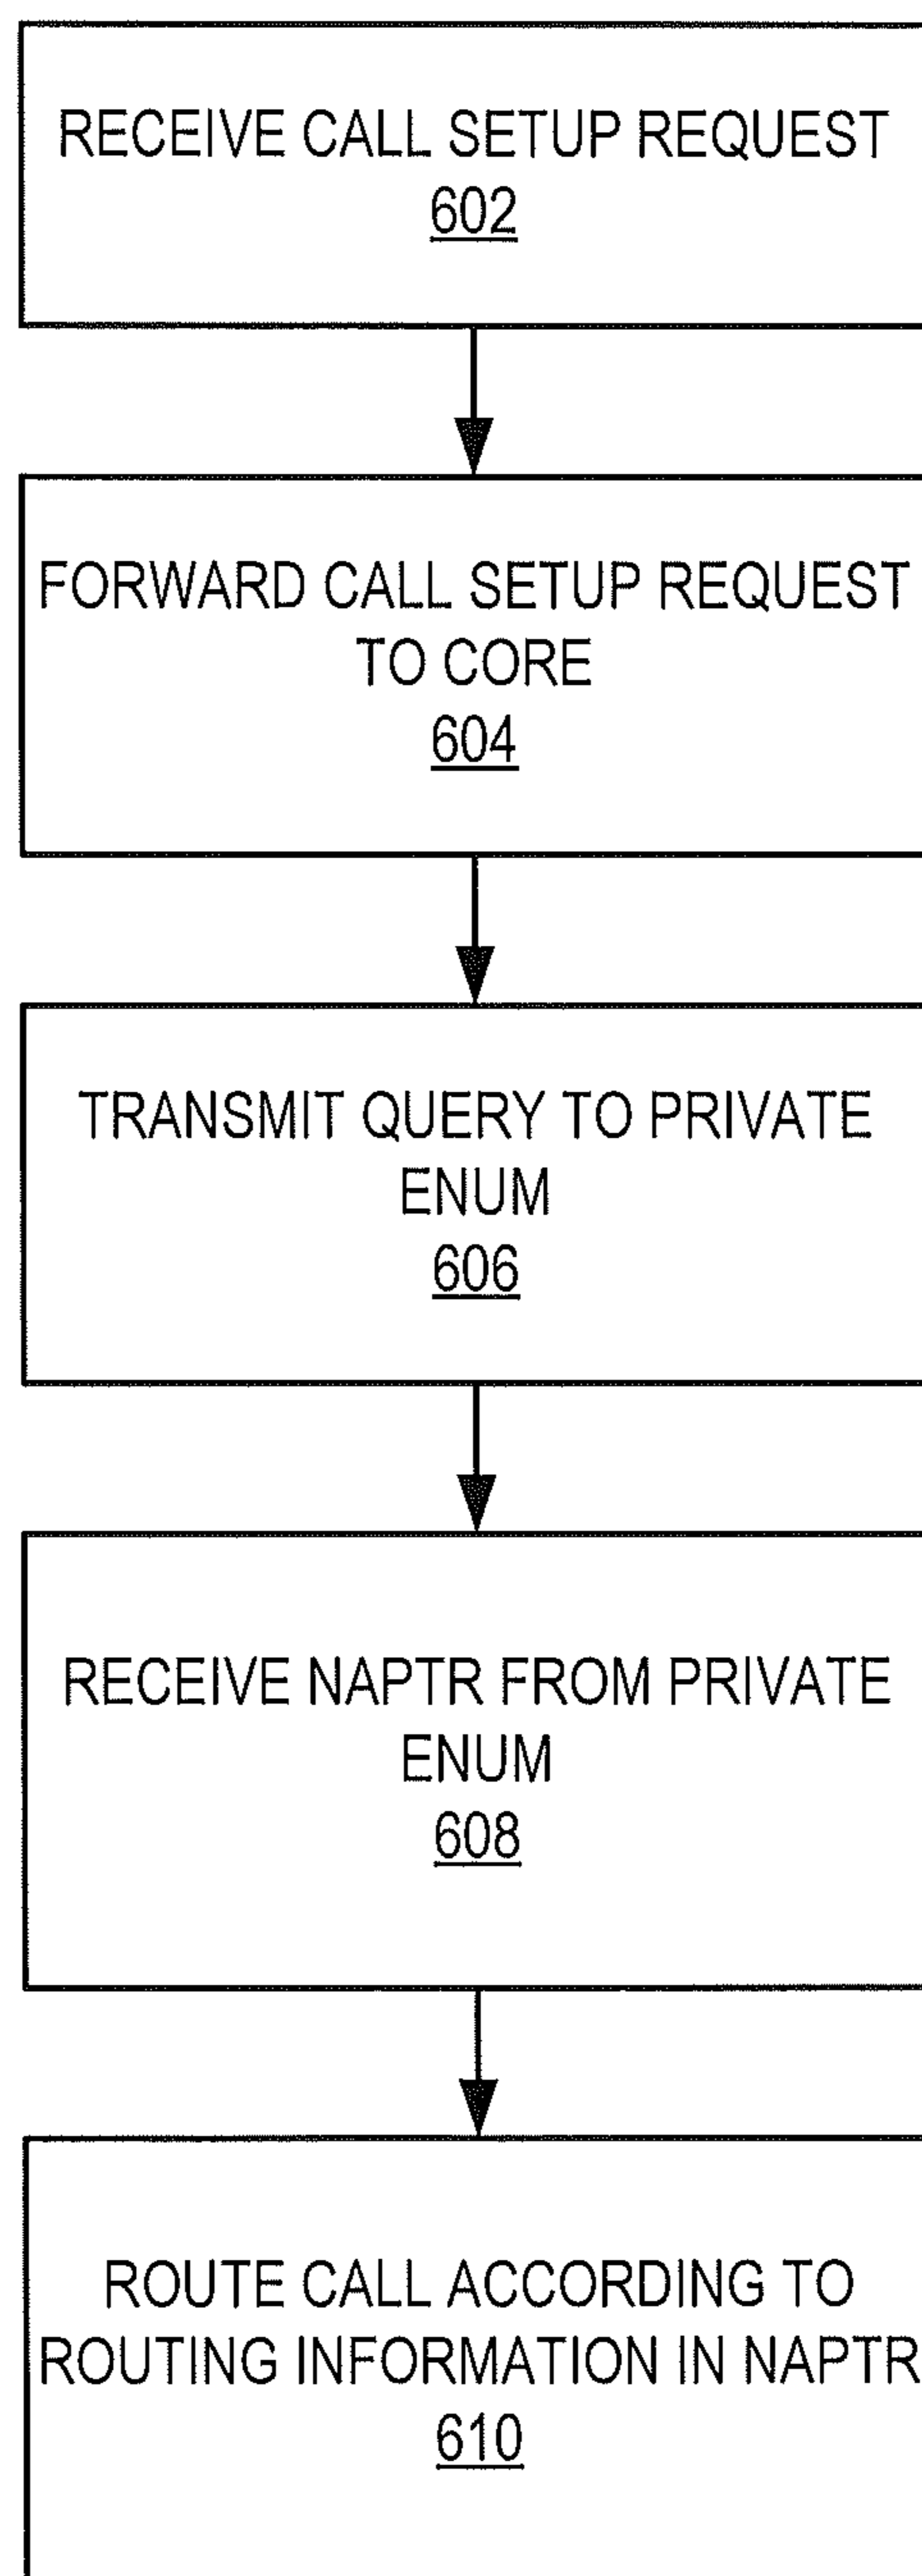 RECEIVE CALL SETUP REQUEST
602
FORWARD CALL SETUP REQUEST
TO CORE
604
TRANSMIT QUERY TO PRIVATE
ENUM
606
RECEIVE NAPTR FROM PRIVATE
ENUM
608
ROUTE CALL ACCORDING TO
ROUTING INFORMATION IN NAPTR
610